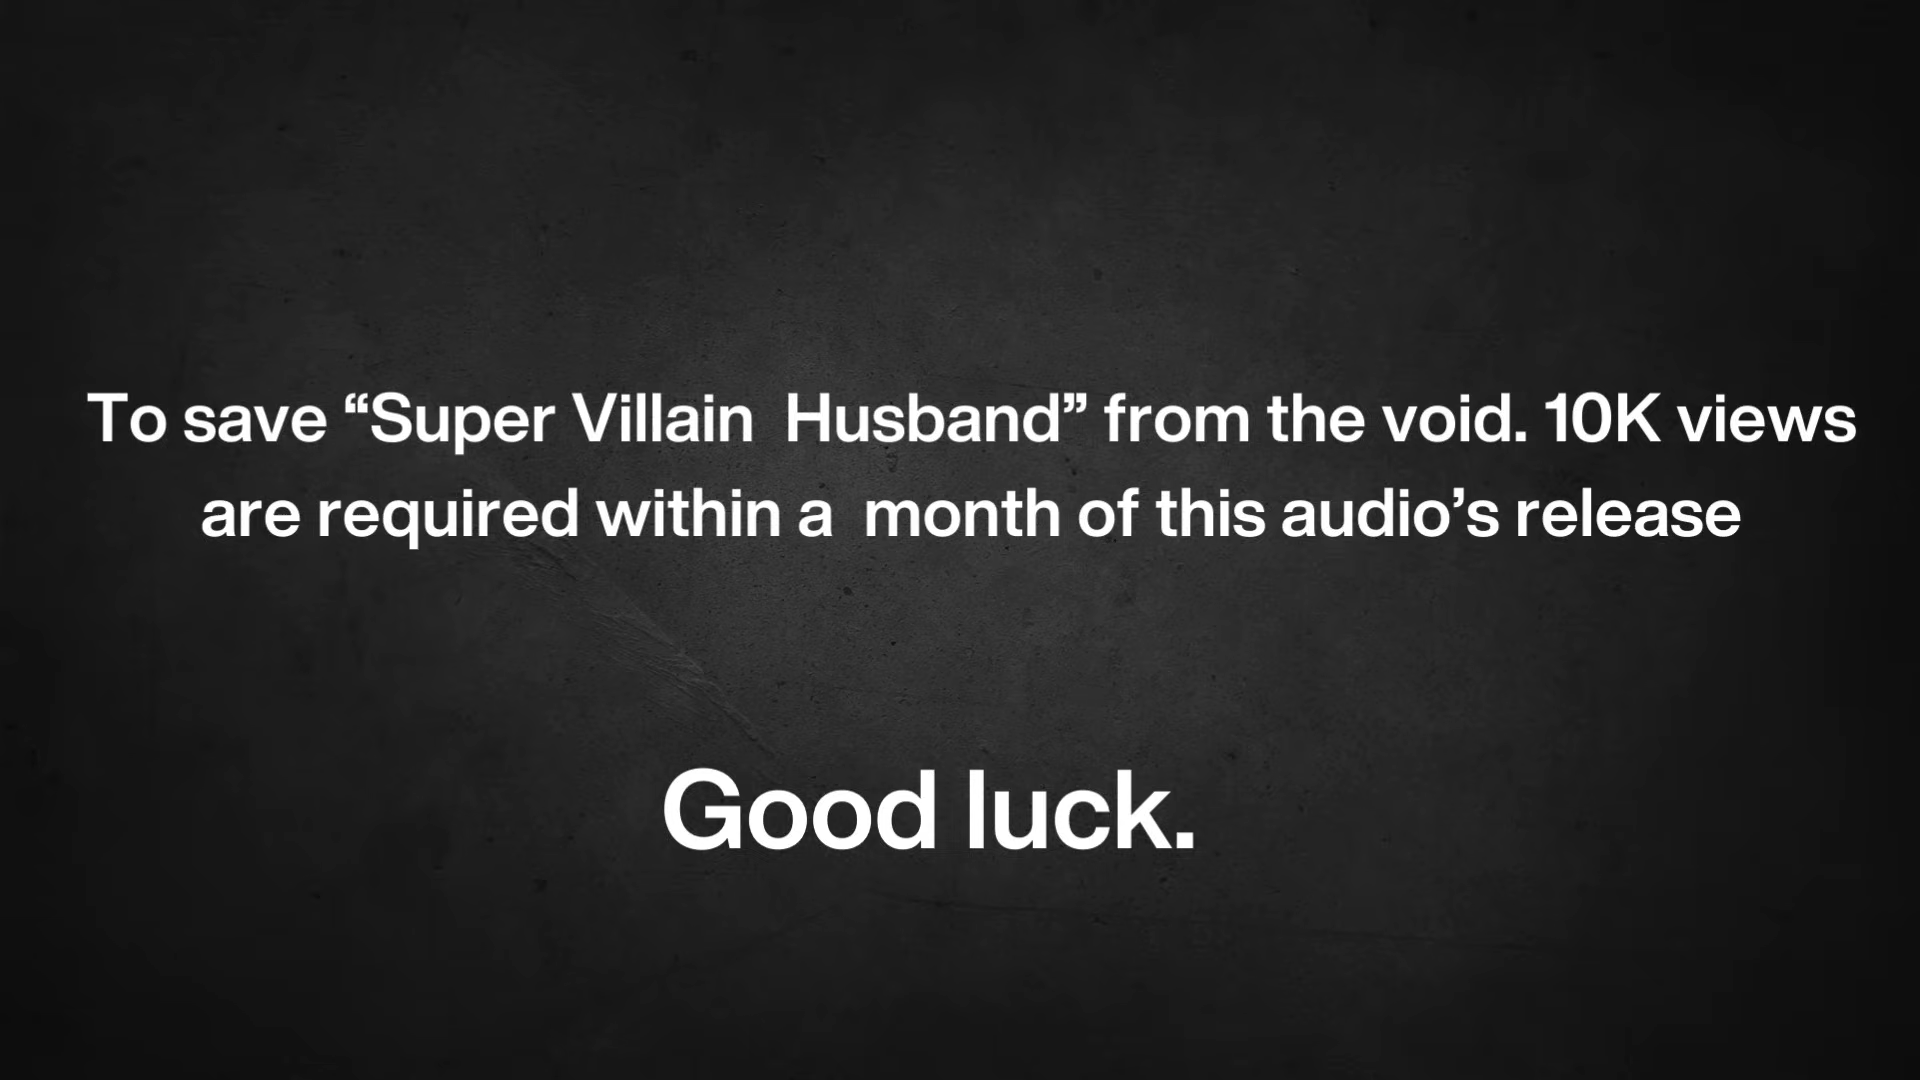 To save “Super Villain  Husband” from the void. 10K views
are required within a  month of this audio’s release
Good luck.